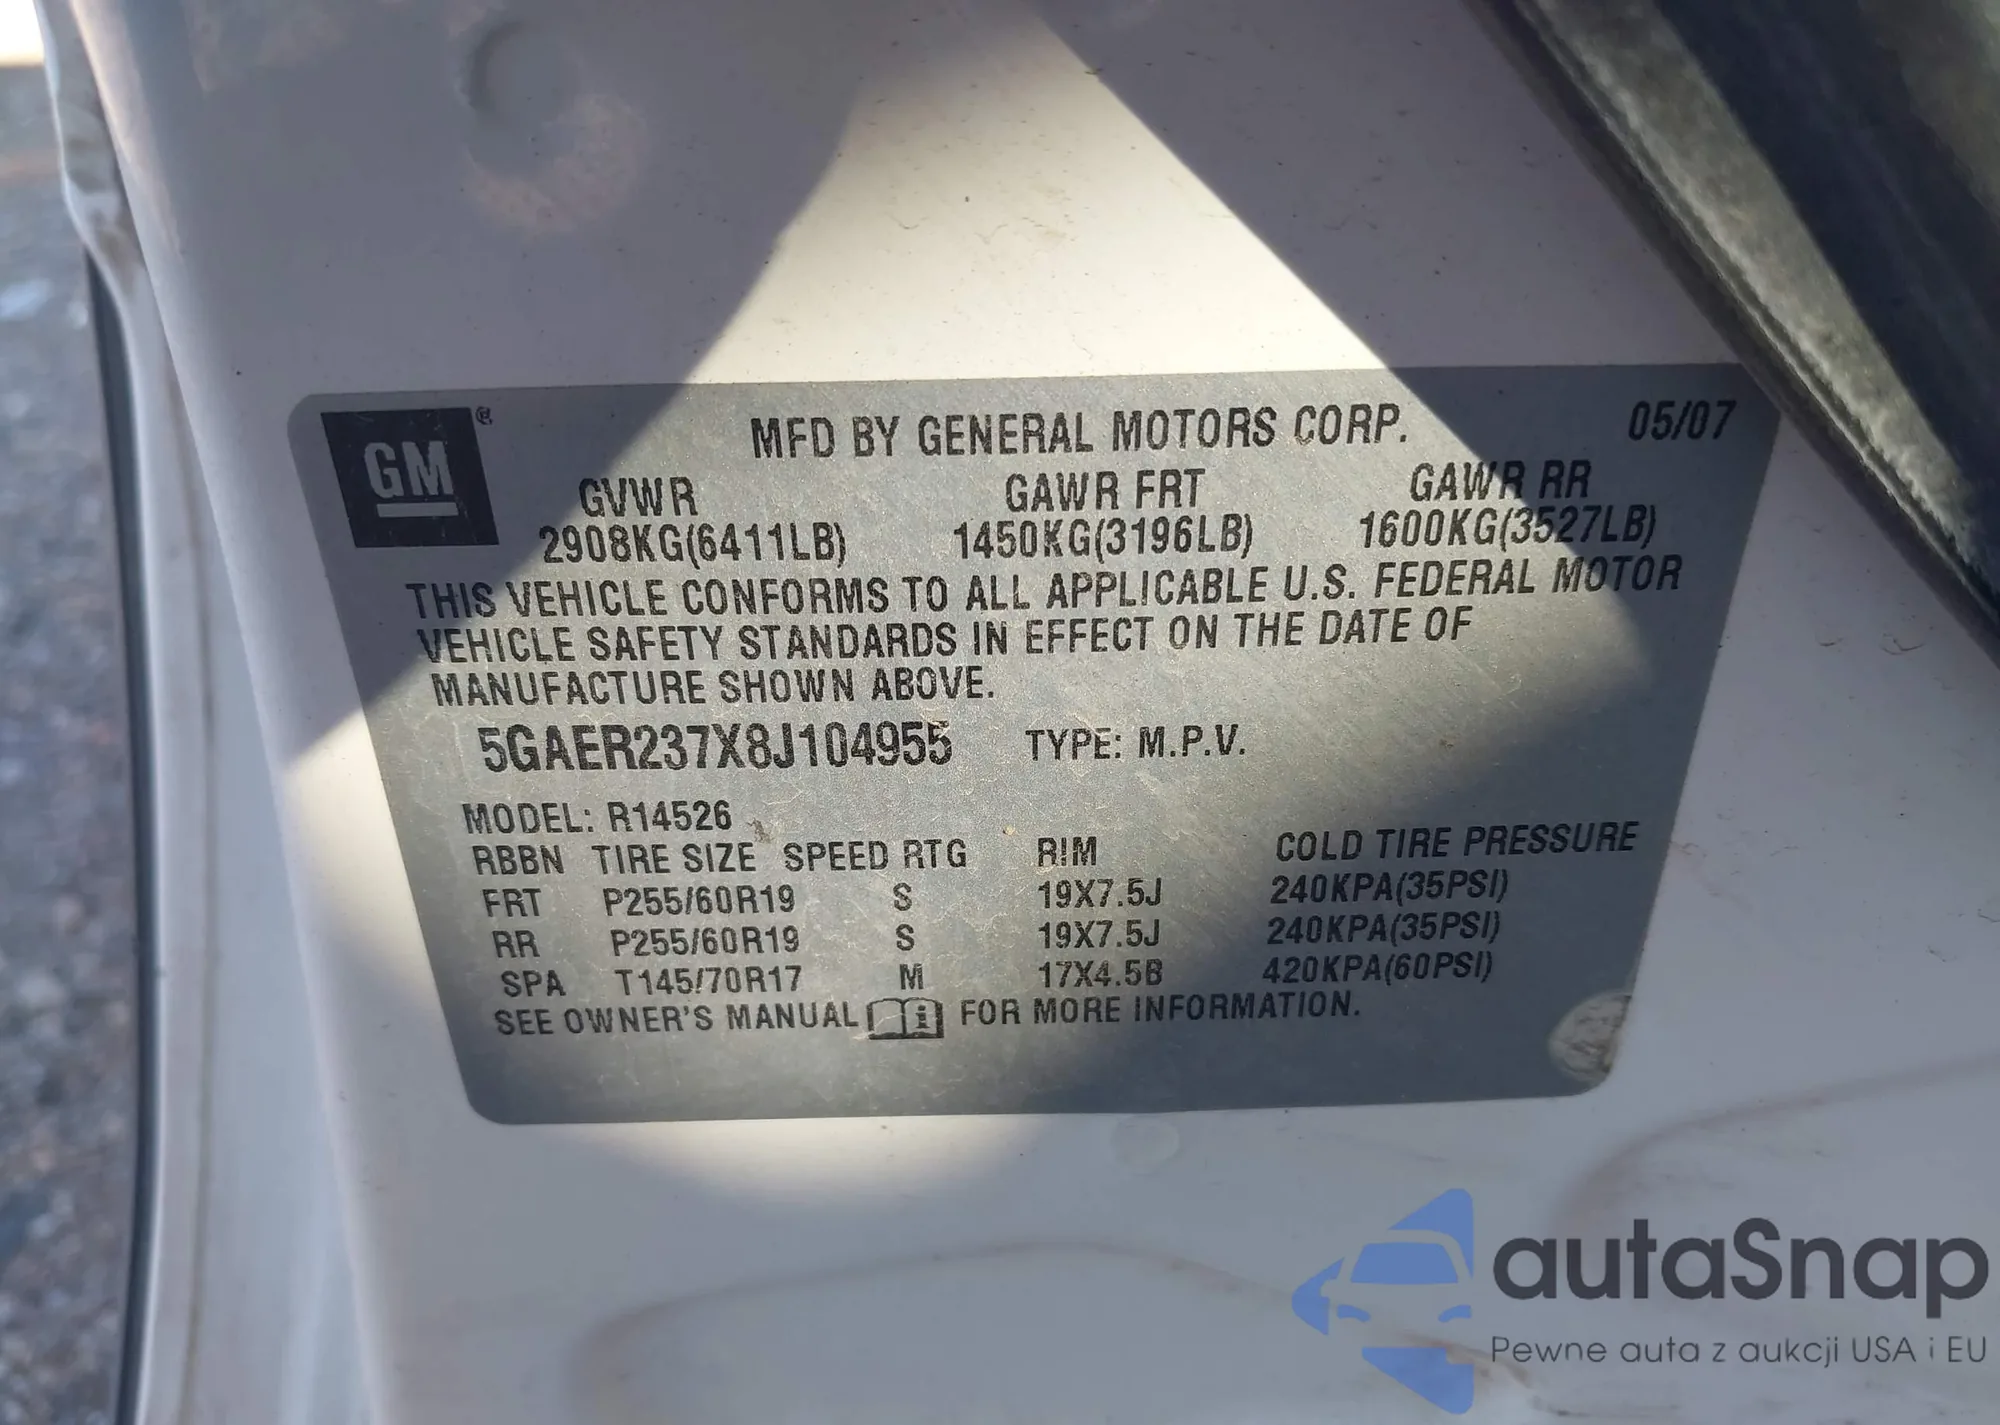 GM ®
MFD BY GENERAL MOTORS CORP. 05/07
GVWR GAWR FRT GAWR RR
2908KG(6411LB) 1450KG(3196LB) 1600KG(3527LB)
THIS VEHICLE CONFORMS TO ALL APPLICABLE U.S. FEDERAL MOTOR
VEHICLE SAFETY STANDARDS IN EFFECT ON THE DATE OF
MANUFACTURE SHOWN ABOVE.
5GAER237X8J104955 TYPE: M.P.V.
MODEL: R14526
RBBN TIRE SIZE SPEED RTG RIM COLD TIRE PRESSURE
FRT P255/60R19 S 19X7.5J 240KPA(35PSI)
RR P255/60R19 S 19X7.5J 240KPA(35PSI)
SPA T145/70R17 M 17X4.5B 420KPA(60PSI)
SEE OWNER'S MANUAL i FOR MORE INFORMATION.
autaSnap
Pewne auta z aukcji USA i EU